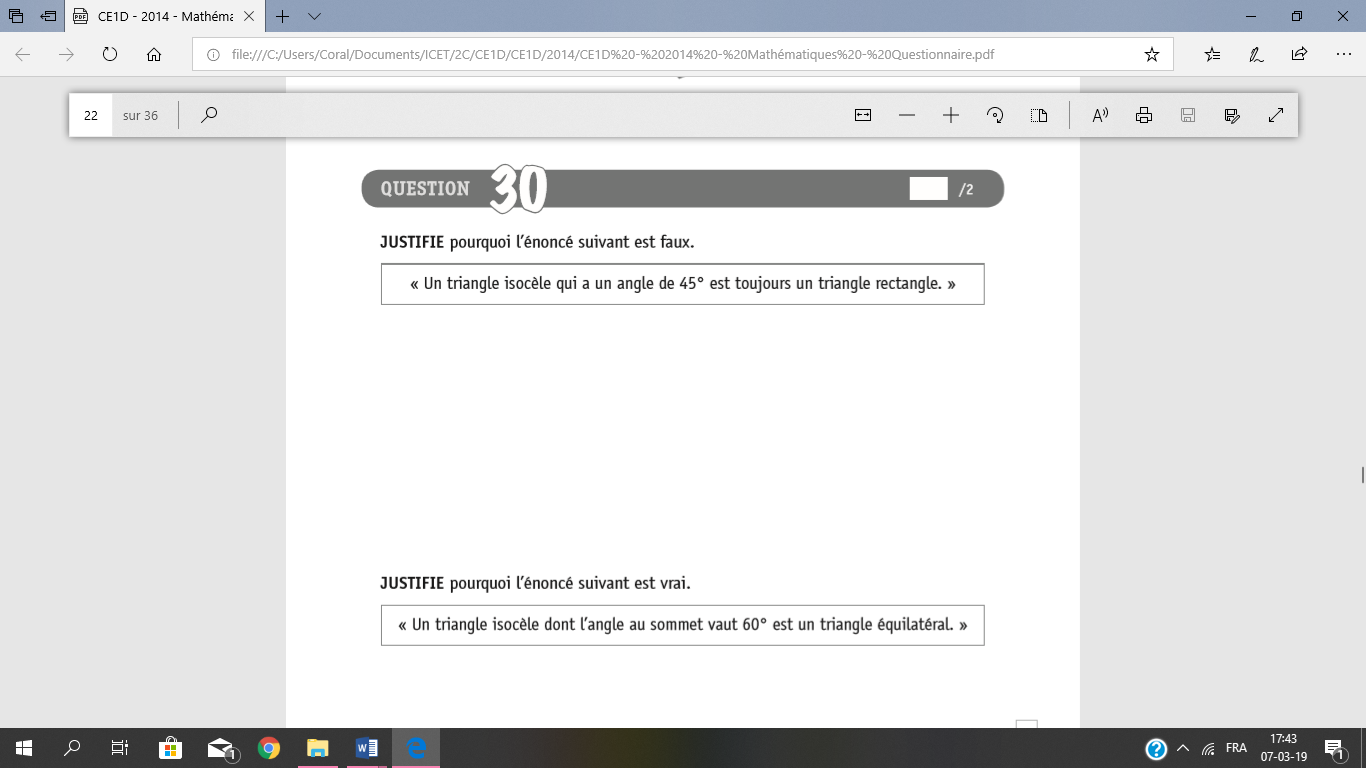 CE1D - 2014 - Mathéma
file:///C:/Users/Coral/Documents/ICET/2C/CE1D/CE1D/2014/CE1D%20-%202014%20-%20Mathématiques%20-%20Questionnaire.pdf
22 sur 36
QUESTION 30 /2
JUSTIFIE pourquoi l'énoncé suivant est faux.
« Un triangle isocèle qui a un angle de 45° est toujours un triangle rectangle. »
JUSTIFIE pourquoi l'énoncé suivant est vrai.
« Un triangle isocèle dont l'angle au sommet vaut 60° est un triangle équilatéral. »
FRA
17:43
07-03-19